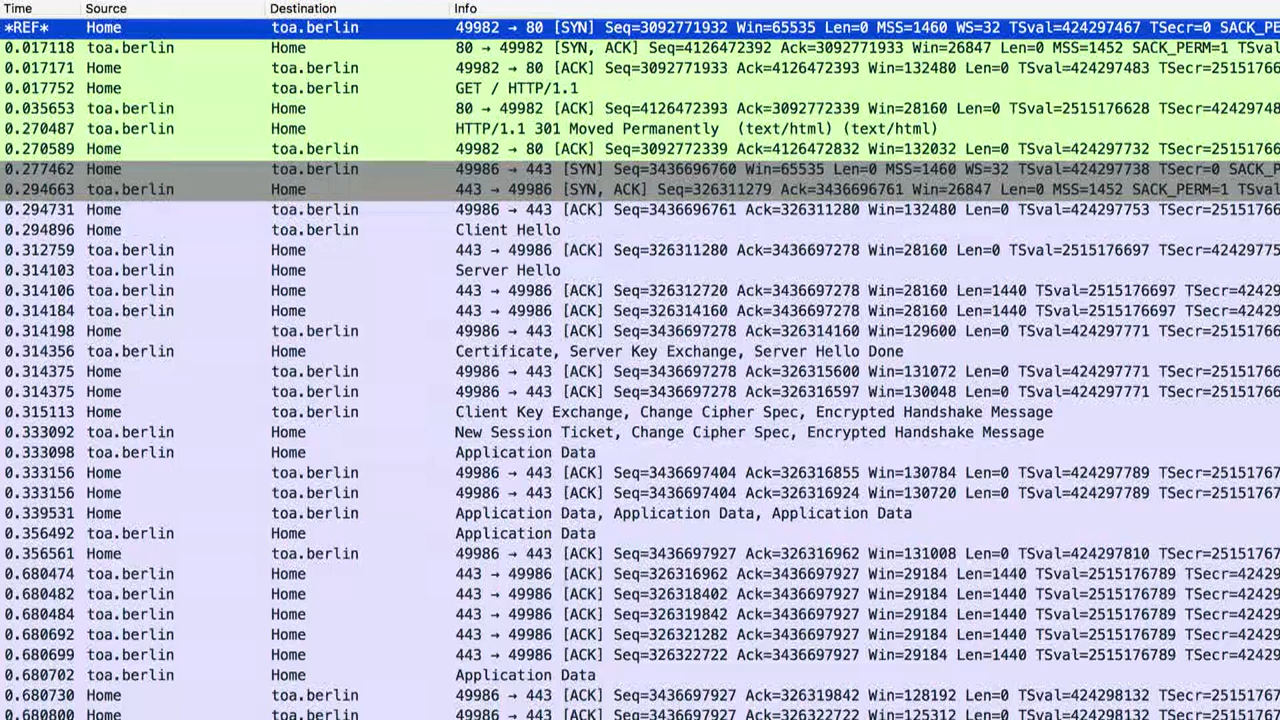 Time Source Destination Info
*REF* Home toa.berlin 49982 → 80 [SYN] Seq=3092771932 Win=65535 Len=0 MSS=1460 WS=32 TSval=424297467 TSecr=0 SACK_PE
0.017118 toa.berlin Home 80 → 49982 [SYN, ACK] Seq=4126472392 Ack=3092771933 Win=26847 Len=0 MSS=1452 SACK_PERM=1 TSval
0.017171 Home toa.berlin 49982 → 80 [ACK] Seq=3092771933 Ack=4126472393 Win=132480 Len=0 TSval=424297483 TSecr=25151766
0.017752 Home toa.berlin GET / HTTP/1.1
0.035653 toa.berlin Home 80 → 49982 [ACK] Seq=4126472393 Ack=3092772339 Win=28160 Len=0 TSval=2515176628 TSecr=42429748
0.270487 toa.berlin Home HTTP/1.1 301 Moved Permanently (text/html) (text/html)
0.270589 Home toa.berlin 49982 → 80 [ACK] Seq=3092772339 Ack=4126472832 Win=132032 Len=0 TSval=424297732 TSecr=25151766
0.277462 Home toa.berlin 49986 → 443 [SYN] Seq=3436696760 Win=65535 Len=0 MSS=1460 WS=32 TSval=424297738 TSecr=0 SACK_P
0.294663 toa.berlin Home 443 → 49986 [SYN, ACK] Seq=326311279 Ack=3436696761 Win=26847 Len=0 MSS=1452 SACK_PERM=1 TSval
0.294731 Home toa.berlin 49986 → 443 [ACK] Seq=3436696761 Ack=326311280 Win=132480 Len=0 TSval=424297753 TSecr=25151766
0.294896 Home toa.berlin Client Hello
0.312759 toa.berlin Home 443 → 49986 [ACK] Seq=326311280 Ack=3436697278 Win=28160 Len=0 TSval=2515176697 TSecr=42429775
0.314103 toa.berlin Home Server Hello
0.314106 toa.berlin Home 443 → 49986 [ACK] Seq=326312720 Ack=3436697278 Win=28160 Len=1440 TSval=2515176697 TSecr=42429
0.314184 toa.berlin Home 443 → 49986 [ACK] Seq=326314160 Ack=3436697278 Win=28160 Len=1440 TSval=2515176697 TSecr=42429
0.314198 Home toa.berlin 49986 → 443 [ACK] Seq=3436697278 Ack=326314160 Win=129600 Len=0 TSval=424297771 TSecr=25151766
0.314356 toa.berlin Home Certificate, Server Key Exchange, Server Hello Done
0.314375 Home toa.berlin 49986 → 443 [ACK] Seq=3436697278 Ack=326315600 Win=131072 Len=0 TSval=424297771 TSecr=25151766
0.314375 Home toa.berlin 49986 → 443 [ACK] Seq=3436697278 Ack=326316597 Win=130048 Len=0 TSval=424297771 TSecr=25151766
0.315113 Home toa.berlin Client Key Exchange, Change Cipher Spec, Encrypted Handshake Message
0.333092 toa.berlin Home New Session Ticket, Change Cipher Spec, Encrypted Handshake Message
0.333098 toa.berlin Home Application Data
0.333156 Home toa.berlin 49986 → 443 [ACK] Seq=3436697404 Ack=326316855 Win=130784 Len=0 TSval=424297789 TSecr=25151767
0.333156 Home toa.berlin 49986 → 443 [ACK] Seq=3436697404 Ack=326316924 Win=130720 Len=0 TSval=424297789 TSecr=25151767
0.339531 Home toa.berlin Application Data, Application Data, Application Data
0.356492 toa.berlin Home Application Data
0.356561 Home toa.berlin 49986 → 443 [ACK] Seq=3436697927 Ack=326316962 Win=131008 Len=0 TSval=424297810 TSecr=25151767
0.680474 toa.berlin Home 443 → 49986 [ACK] Seq=326316962 Ack=3436697927 Win=29184 Len=1440 TSval=2515176789 TSecr=42429
0.680482 toa.berlin Home 443 → 49986 [ACK] Seq=326318402 Ack=3436697927 Win=29184 Len=1440 TSval=2515176789 TSecr=42429
0.680484 toa.berlin Home 443 → 49986 [ACK] Seq=326319842 Ack=3436697927 Win=29184 Len=1440 TSval=2515176789 TSecr=42429
0.680692 toa.berlin Home 443 → 49986 [ACK] Seq=326321282 Ack=3436697927 Win=29184 Len=1440 TSval=2515176789 TSecr=42429
0.680699 toa.berlin Home 443 → 49986 [ACK] Seq=326322722 Ack=3436697927 Win=29184 Len=1440 TSval=2515176789 TSecr=42429
0.680702 toa.berlin Home Application Data
0.680730 Home toa.berlin 49986 → 443 [ACK] Seq=3436697927 Ack=326319842 Win=128192 Len=0 TSval=424298132 TSecr=25151767
0.680800 Home toa.berlin 49986 → 443 [ACK] Seq=3436697927 Ack=326322722 Win=125312 Len=0 TSval=424298132 TSecr=25151767